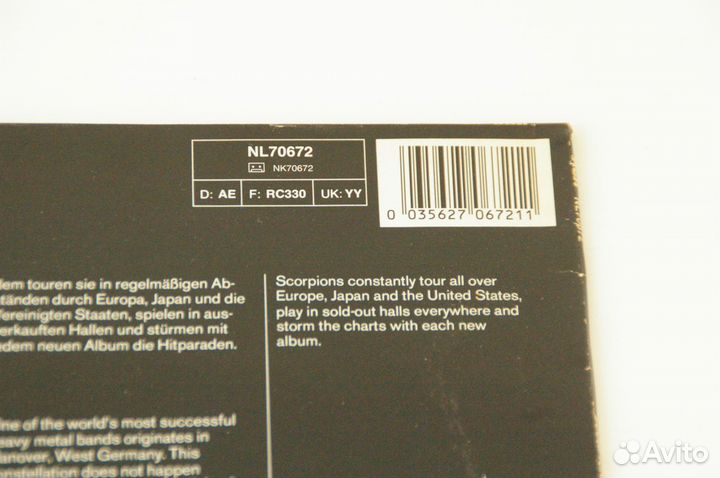 NL70672
NK70672
D: AE F: RC330 UK: YY
0 035627 067211
dem touren sie in regelmäßigen Ab-
ständen durch Europa, Japan und die
Vereinigten Staaten, spielen in aus-
verkauften Hallen und stürmen mit
jedem neuen Album die Hitparaden.
One of the world's most successful
heavy metal bands originates in
Hanover, West Germany. This
constellation does not happen
Scorpions constantly tour all over
Europe, Japan and the United States,
play in sold-out halls everywhere and
storm the charts with each new
album.
Avito